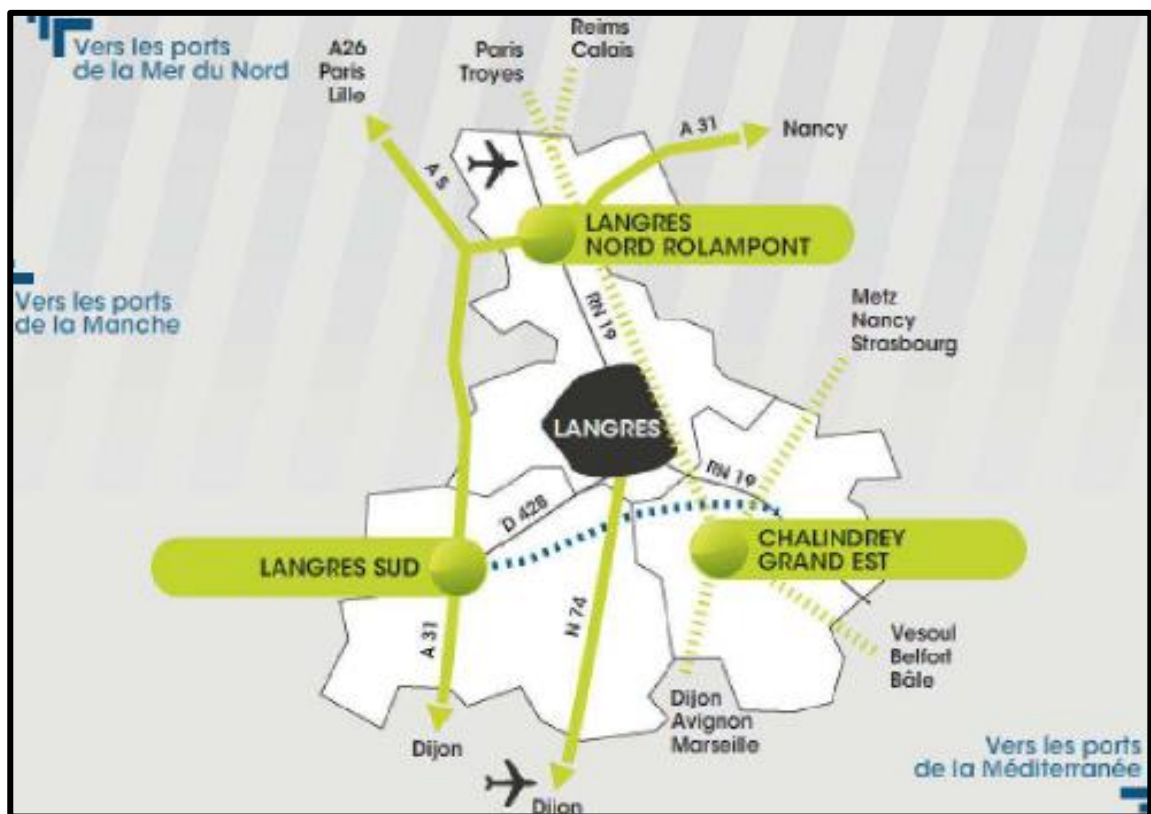 Vers les ports
de la Mer du Nord
A26
Paris
Lille
Paris
Troyes
Reims
Calais
A 31
Nancy
A 5
LANGRES
NORD ROLAMPONT
Vers les ports
de la Manche
RN 19
Metz
Nancy
Strasbourg
LANGRES
RN 19
D 428
LANGRES SUD
CHALINDREY
GRAND EST
A 31
N 74
Vesoul
Belfort
Bâle
Dijon
Avignon
Marseille
Dijon
Dijon
Vers les ports
de la Méditerranée